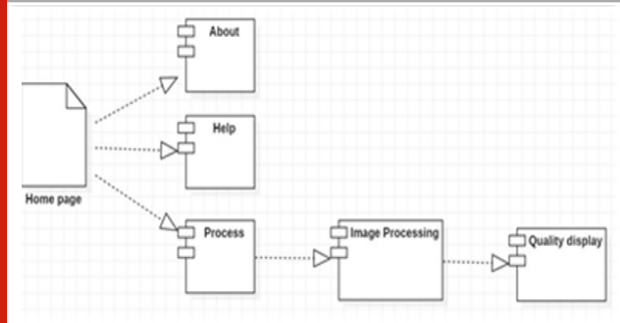 About
Help
Home page
Process
Image Processing
Quality display